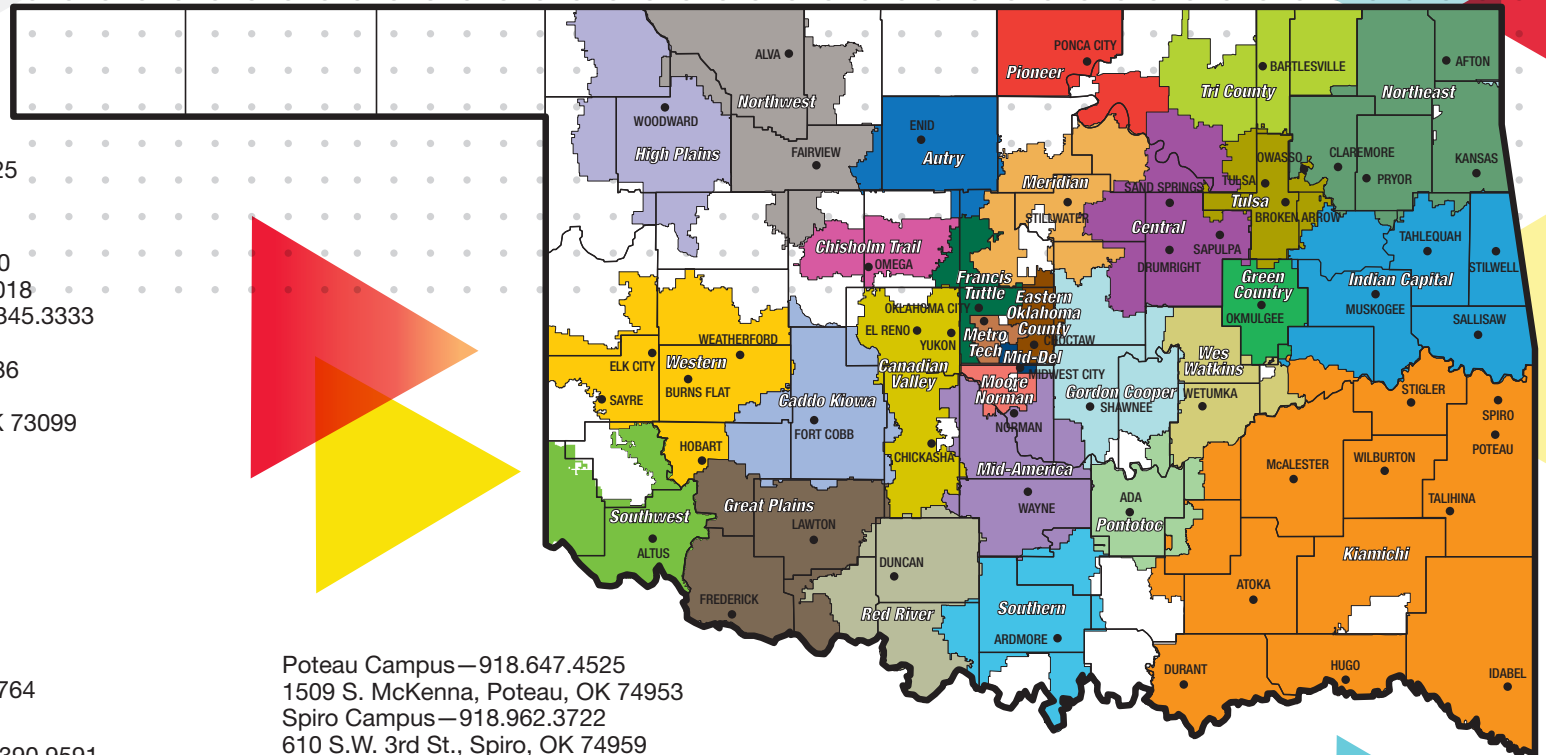 25
0
018
345.3333
36
K 73099
764
390.9591
Poteau Campus—918.647.4525
1509 S. McKenna, Poteau, OK 74953
Spiro Campus—918.962.3722
610 S.W. 3rd St., Spiro, OK 74959
PONCA CITY
Pioneer
ALVA
Northwest
BARTLESVILLE
Tri County
AFTON
Northeast
WOODWARD
High Plains
FAIRVIEW
ENID
Autry
Meridian
STILLWATER
SAND SPRINGS
OWASSO
TULSA
Tulsa
BROKEN ARROW
CLAREMORE
PRYOR
KANSAS
Central
SAPULPA
DRUMRIGHT
TAHLEQUAH
STILWELL
Indian Capital
MUSKOGEE
SALLISAW
Chisholm Trail
OMEGA
Francis
Tuttle
Eastern
Oklahoma
County
CHOCTAW
Green
Country
OKMULGEE
OKLAHOMA CITY
EL RENO
YUKON
Metro
Tech
Mid-Del
MIDWEST CITY
Canadian
Valley
Moore
Norman
NORMAN
Gordon Cooper
SHAWNEE
Wes
Watkins
WETUMKA
WEATHERFORD
ELK CITY
Western
BURNS FLAT
SAYRE
Caddo Kiowa
FORT COBB
HOBART
CHICKASHA
Mid-America
WAYNE
STIGLER
SPIRO
POTEAU
McALESTER
WILBURTON
TALIHINA
ADA
Pontotoc
Great Plains
LAWTON
Southwest
ALTUS
FREDERICK
DUNCAN
Red River
Southern
ARDMORE
Kiamichi
ATOKA
DURANT
HUGO
IDABEL